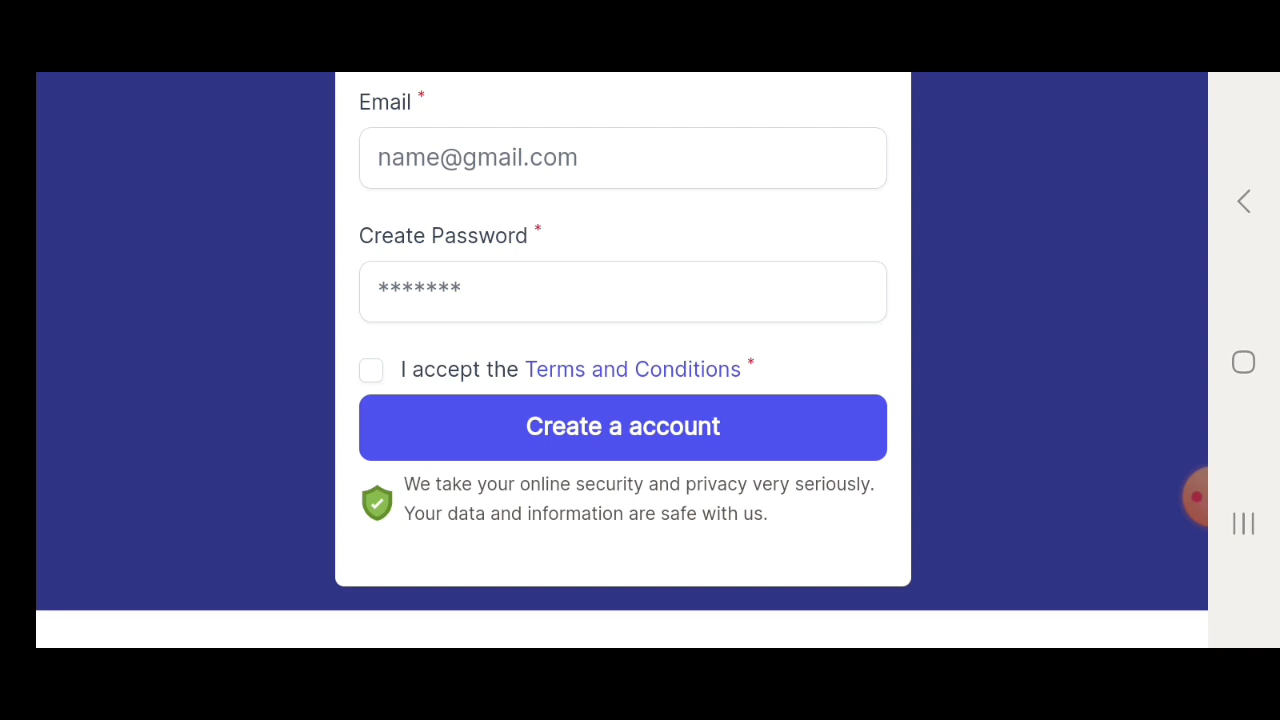 Email *
name@gmail.com
Create Password *
*******
I accept the Terms and Conditions *
Create a account
We take your online security and privacy very seriously.
Your data and information are safe with us.